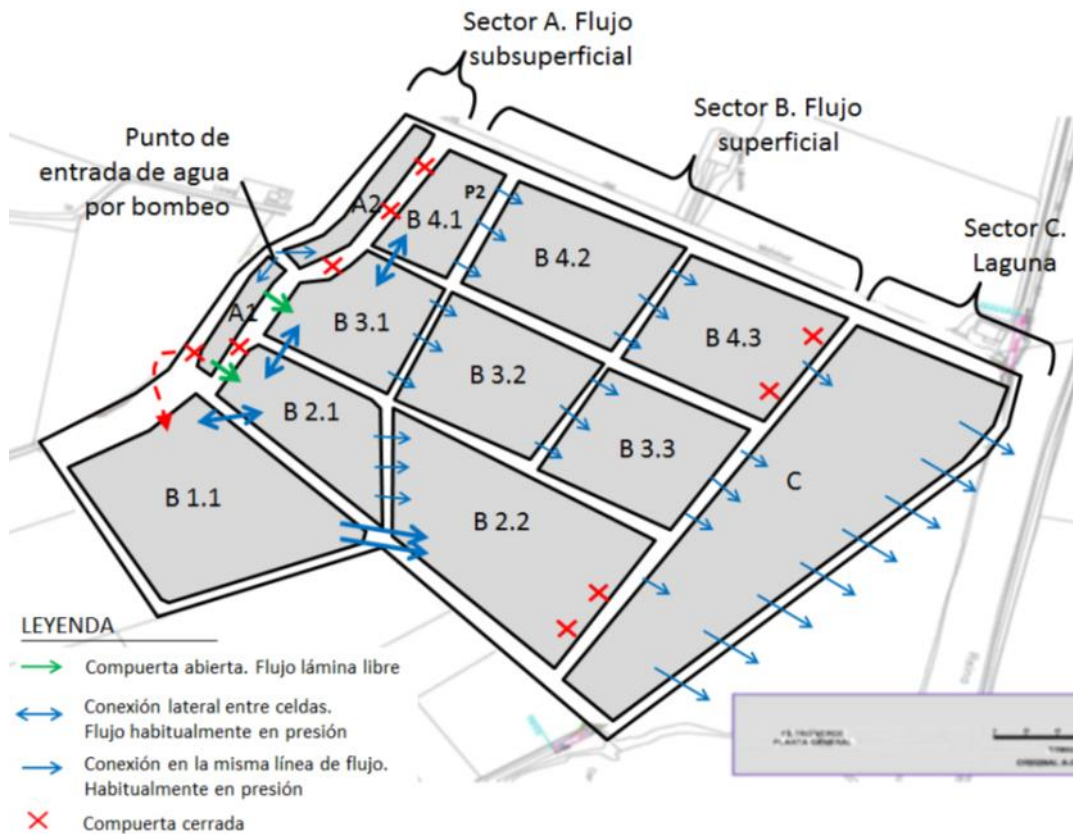 Sector A. Flujo
subsuperficial
Sector B. Flujo
superficial
Punto de
entrada de agua
por bombeo
Sector C.
Laguna
A2
P2
B 4.1
B 4.2
A1
B 3.1
B 4.3
B 3.2
B 2.1
B 3.3
C
B 1.1
B 2.2
LEYENDA
Compuerta abierta. Flujo lámina libre
Conexión lateral entre celdas.
Flujo habitualmente en presión
Conexión en la misma línea de flujo.
Habitualmente en presión
Compuerta cerrada
PLANTA GENERAL